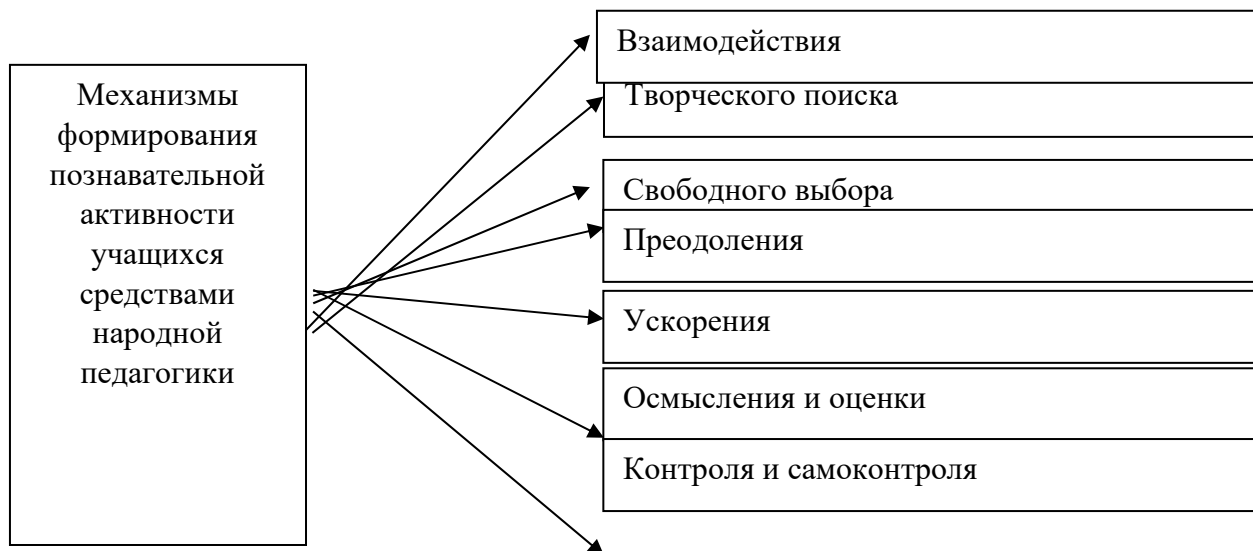 Механизмы
формирования
познавательной
активности
учащихся
средствами
народной
педагогики
Взаимодействия
Творческого поиска
Свободного выбора
Преодоления
Ускорения
Осмысления и оценки
Контроля и самоконтроля